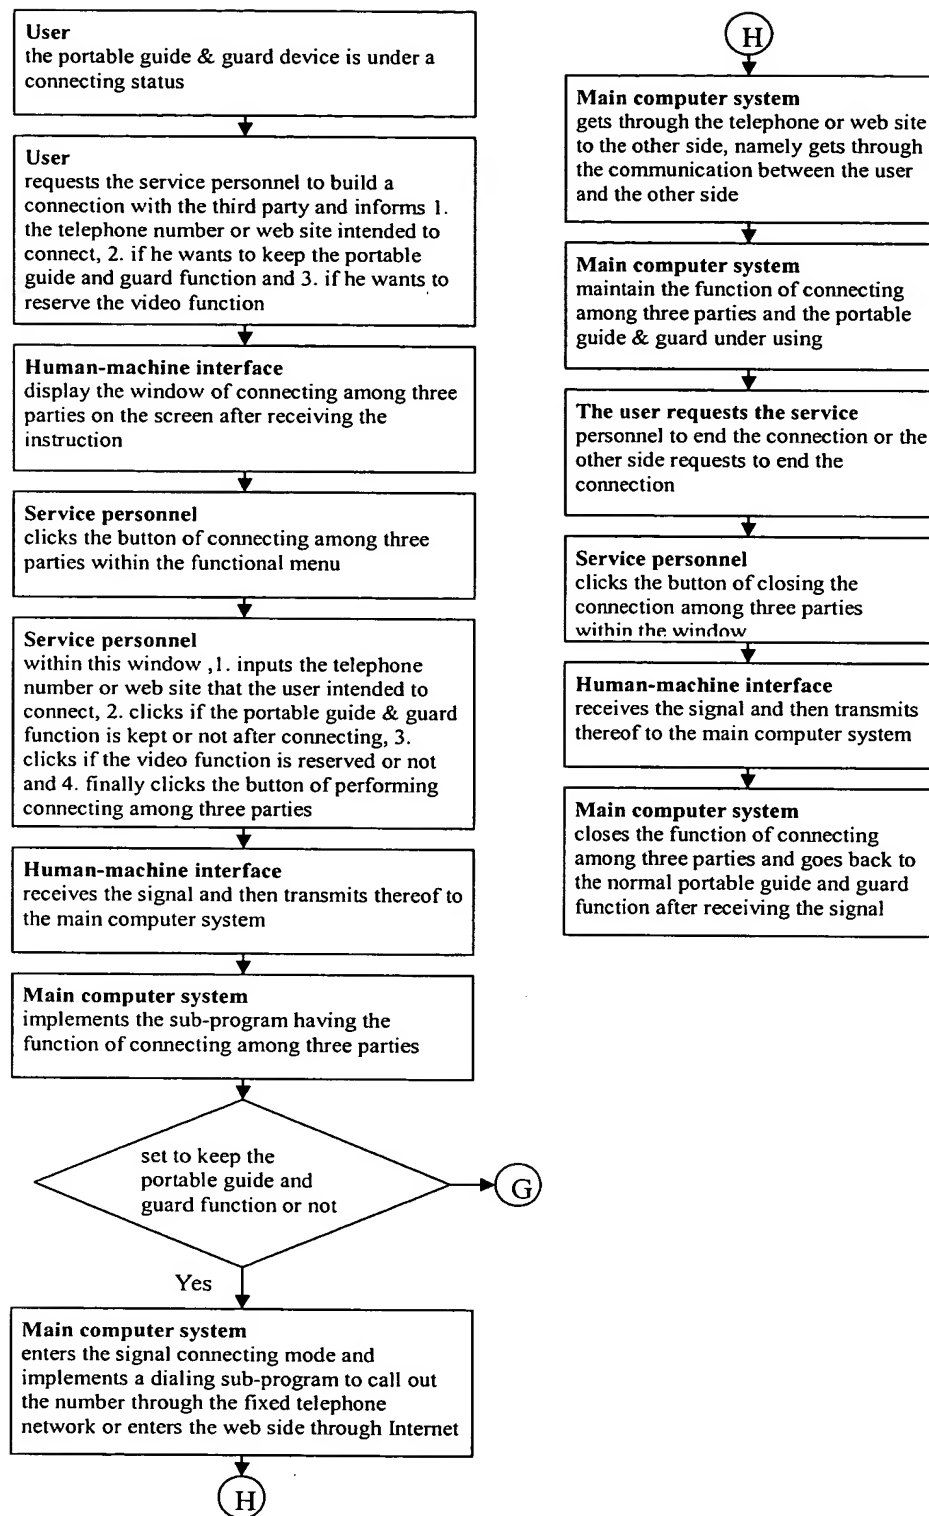 User
the portable guide & guard device is under a
connecting status
User
requests the service personnel to build a
connection with the third party and informs 1.
the telephone number or web site intended to
connect, 2. if he wants to keep the portable
guide and guard function and 3. if he wants to
reserve the video function
Human-machine interface
display the window of connecting among three
parties on the screen after receiving the
instruction
Service personnel
clicks the button of connecting among three
parties within the functional menu
Service personnel
within this window ,1. inputs the telephone
number or web site that the user intended to
connect, 2. clicks if the portable guide & guard
function is kept or not after connecting, 3.
clicks if the video function is reserved or not
and 4. finally clicks the button of performing
connecting among three parties
Human-machine interface
receives the signal and then transmits thereof to
the main computer system
Main computer system
implements the sub-program having the
function of connecting among three parties
set to keep the
portable guide and
guard function or not
G
Yes
Main computer system
enters the signal connecting mode and
implements a dialing sub-program to call out
the number through the fixed telephone
network or enters the web side through Internet
H
H
Main computer system
gets through the telephone or web site
to the other side, namely gets through
the communication between the user
and the other side
Main computer system
maintain the function of connecting
among three parties and the portable
guide & guard under using
The user requests the service
personnel to end the connection or the
other side requests to end the
connection
Service personnel
clicks the button of closing the
connection among three parties
within the window
Human-machine interface
receives the signal and then transmits
thereof to the main computer system
Main computer system
closes the function of connecting
among three parties and goes back to
the normal portable guide and guard
function after receiving the signal